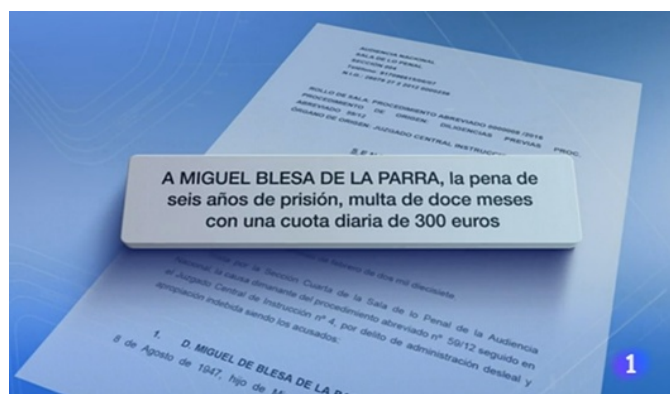 AUDIENCIA NACIONAL
SALA DE LO PENAL
ROLLO DE SALA: PROCEDIMIENTO ABREVIADO
PROCEDIMIENTO DE ORIGEN: DILIGENCIAS PREVIAS PROC.
ABREVIADO 59/12
ÓRGANO DE ORIGEN: JUZGADO CENTRAL
A MIGUEL BLESA DE LA PARRA, la pena de
seis años de prisión, multa de doce meses
con una cuota diaria de 300 euros
de febrero de dos mil diecisiete.
por la Sección Cuarta de la Sala de lo Penal de la Audiencia
Nacional, la causa dimanante del procedimiento abreviado nº 59/12 seguido en
el Juzgado Central de Instrucción nº 4, por delito de administración desleal y
apropiación indebida siendo los acusados:
1. D. MIGUEL DE BLESA DE LA
8 de Agosto de 1947, hijo de
1